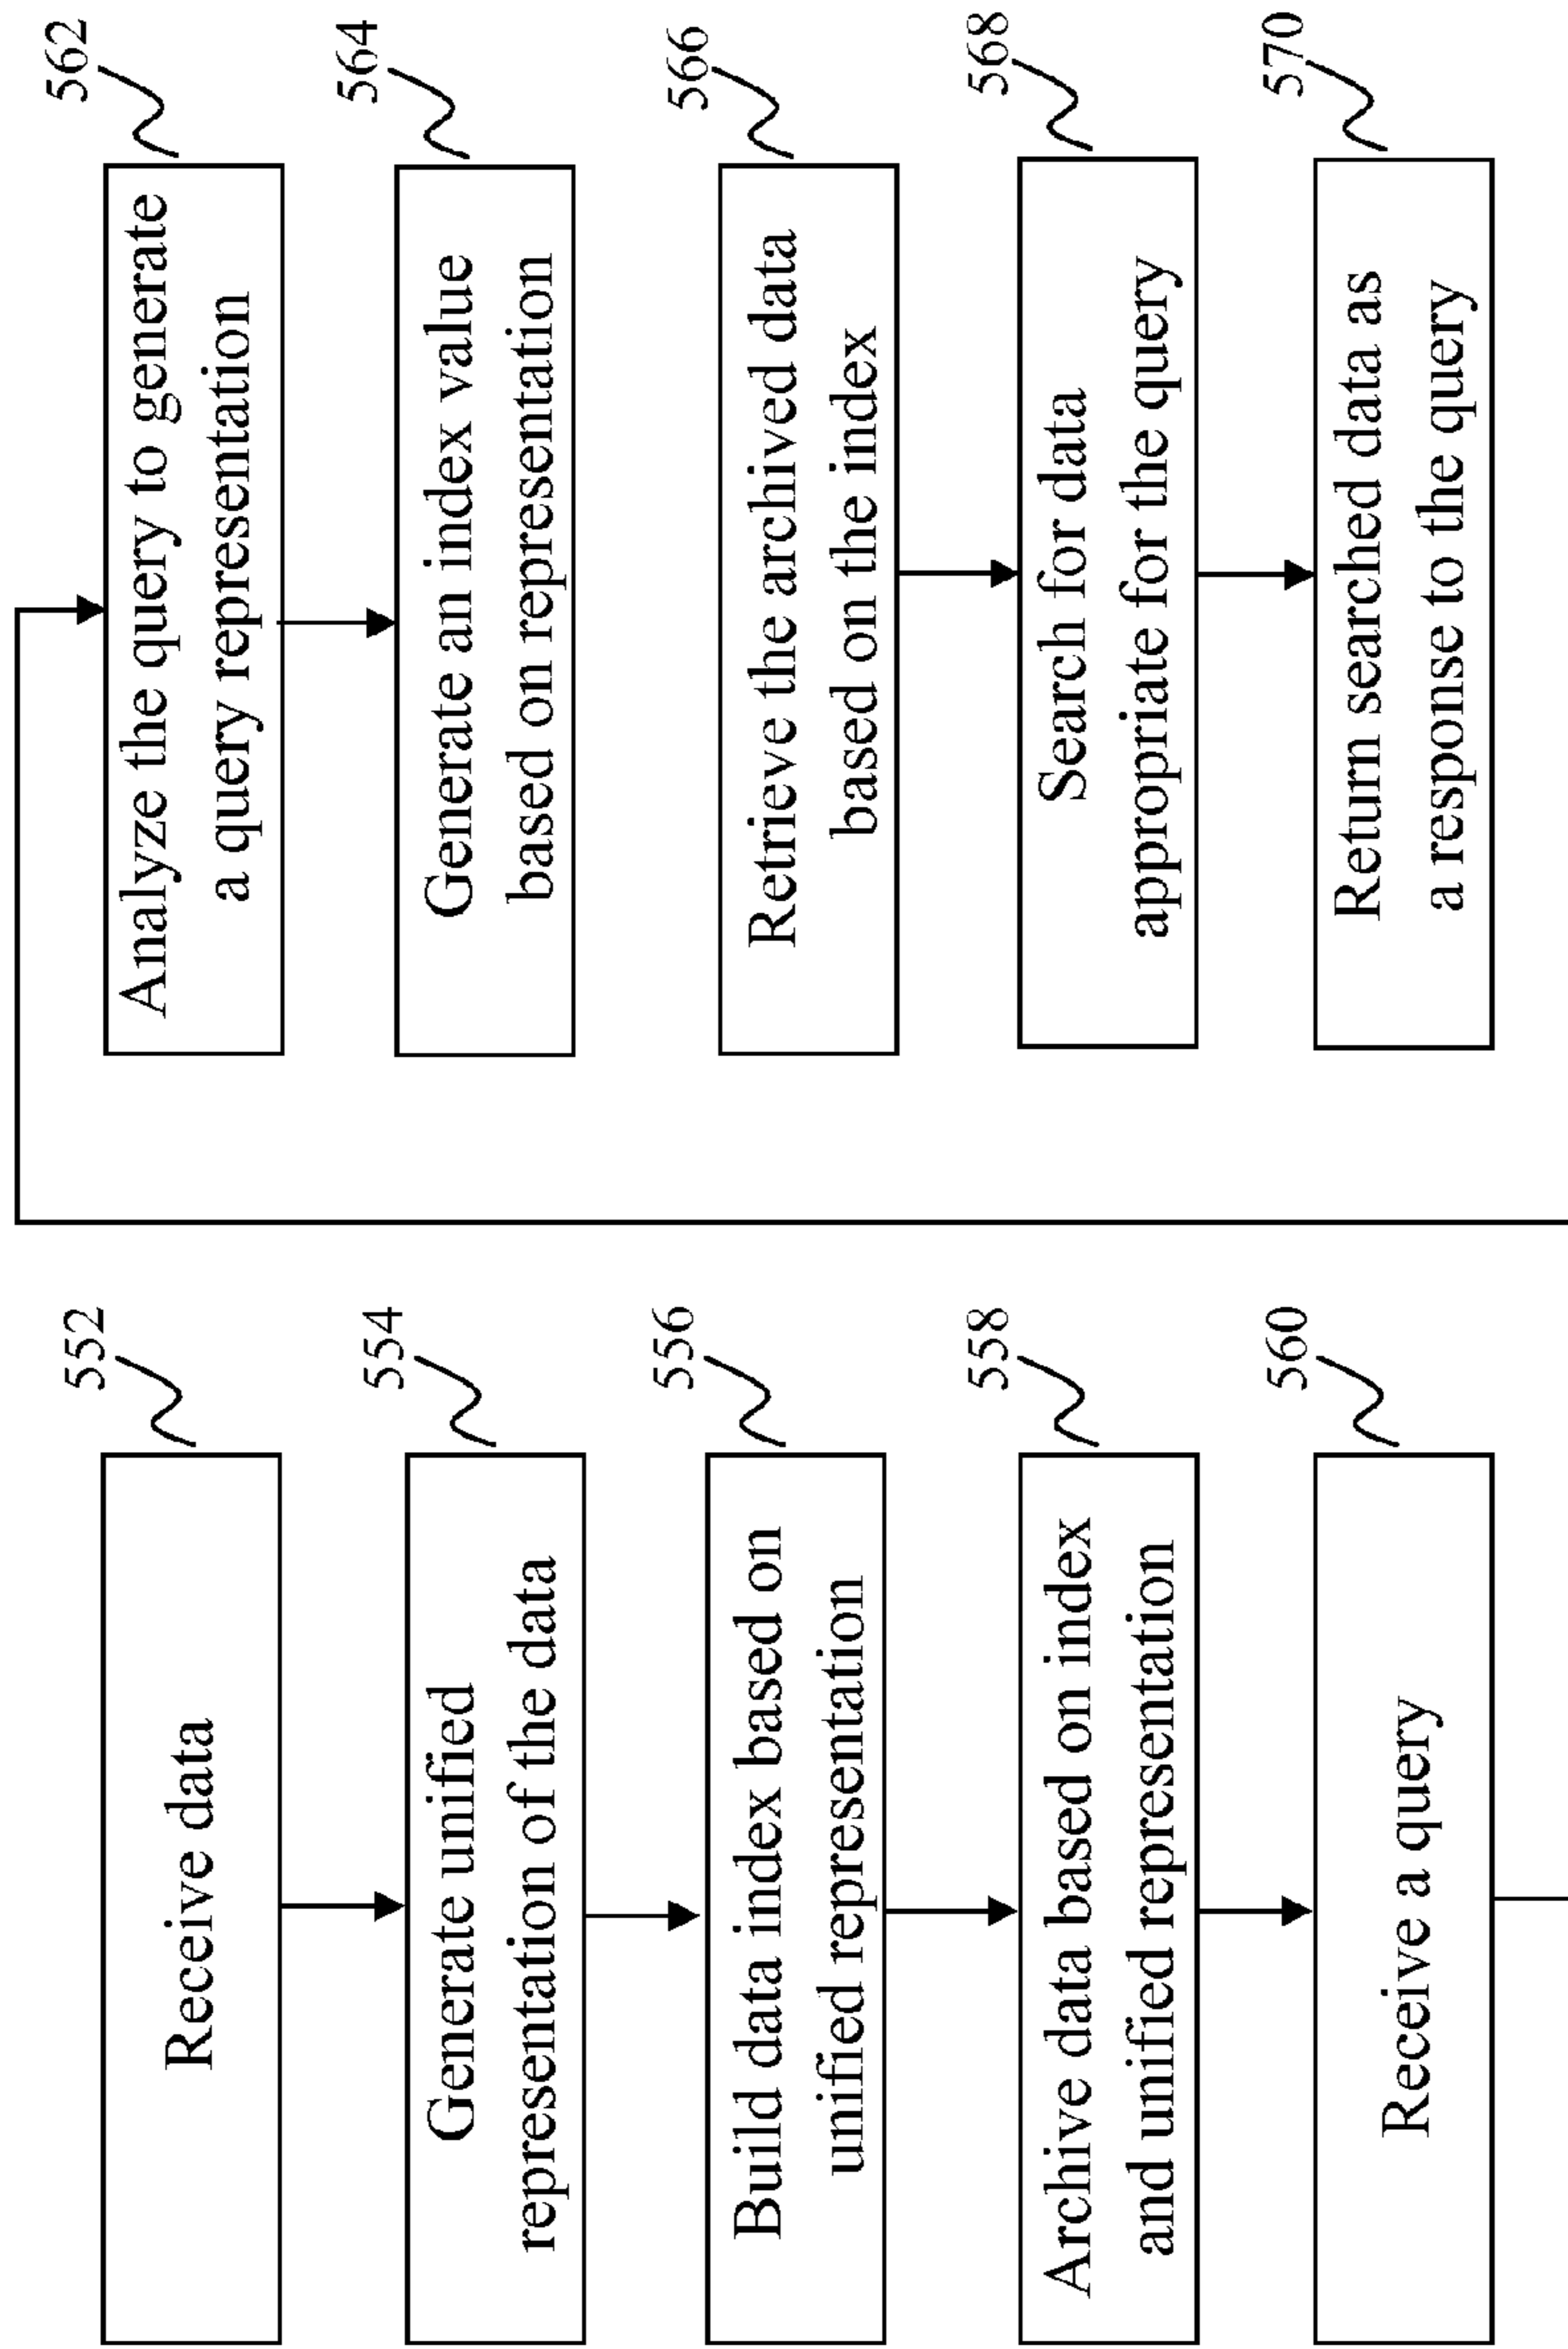 552
Receive data
554
Generate unified
representation of the data
556
Build data index based on
unified representation
558
Archive data based on index
and unified representation
560
Receive a query
562
Analyze the query to generate
a query representation
564
Generate an index value
based on representation
566
Retrieve the archived data
based on the index
568
Search for data
appropriate for the query
570
Return searched data as
a response to the query